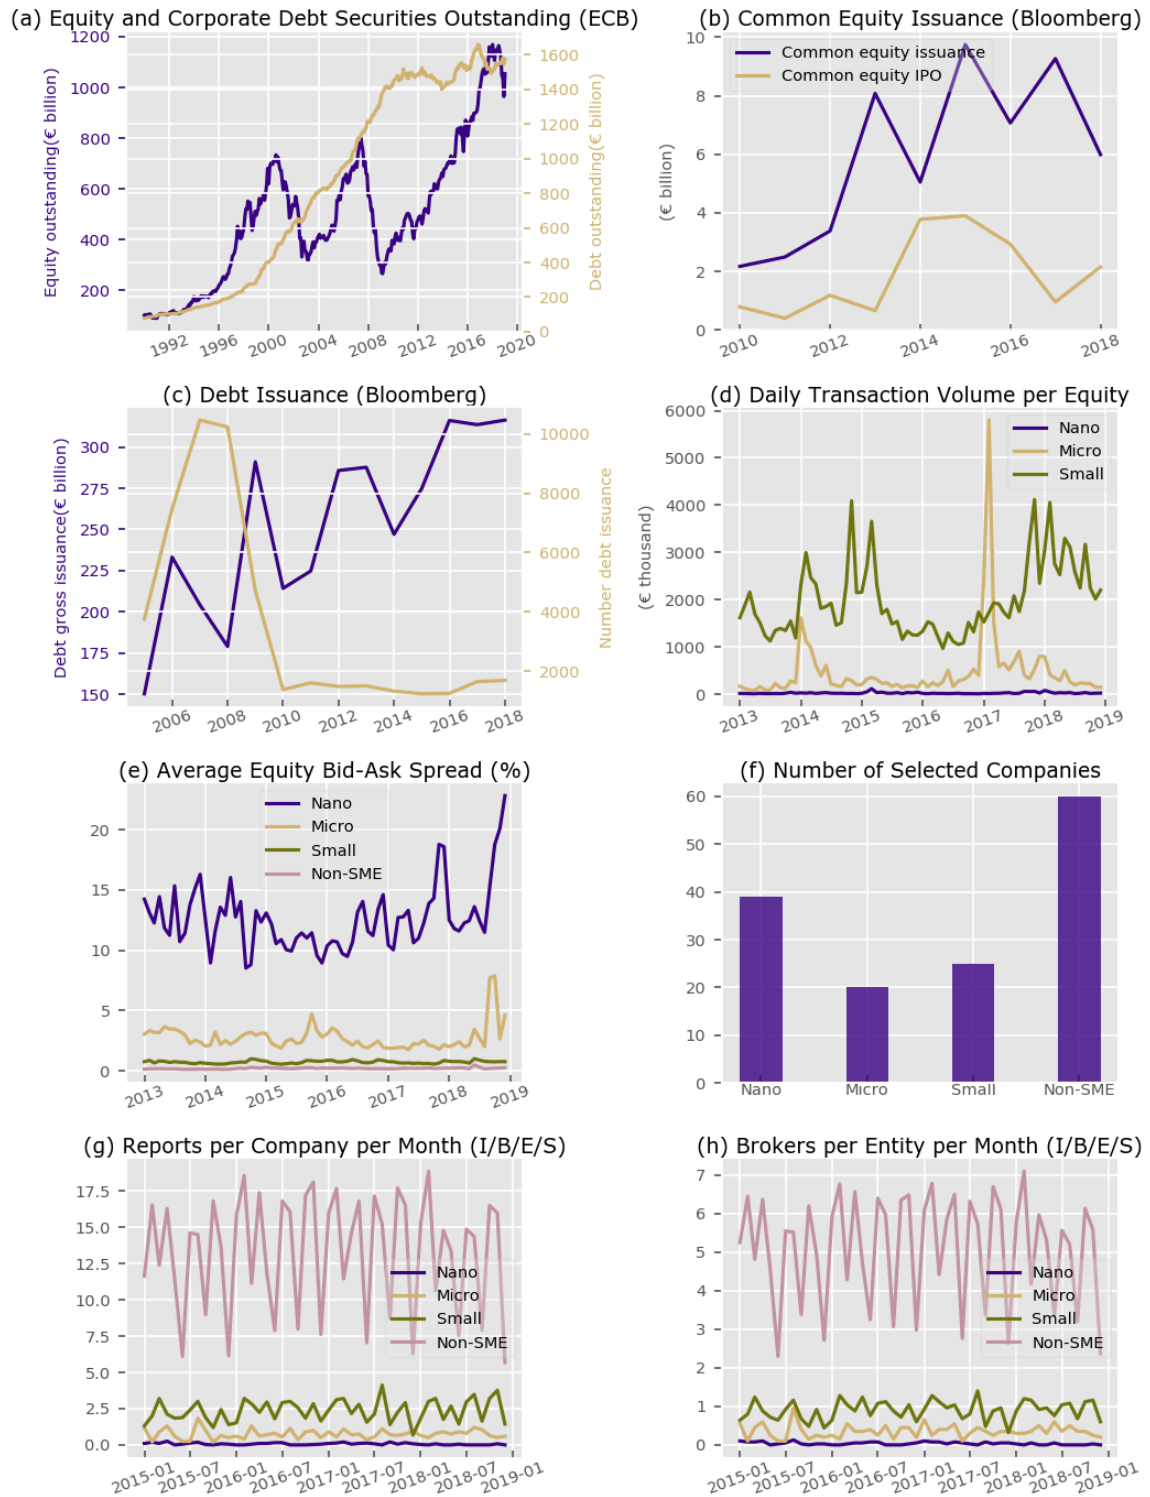 (a) Equity and Corporate Debt Securities Outstanding (ECB)
Equity outstanding(€ billion)
1200
1000
800
600
400
200
1600
1400
1200
1000
800
600
400
200
0
Debt outstanding(€ billion)
1992 1996 2000 2004 2008 2012 2016 2020
(b) Common Equity Issuance (Bloomberg)
(€ billion)
10
8
6
4
2
0
Common equity issuance
Common equity IPO
2010 2012 2014 2016 2018
(c) Debt Issuance (Bloomberg)
Debt gross issuance(€ billion)
300
275
250
225
200
175
150
10000
8000
6000
4000
2000
Number debt issuance
2006 2008 2010 2012 2014 2016 2018
(d) Daily Transaction Volume per Equity
(€ thousand)
6000
5000
4000
3000
2000
1000
0
Nano
Micro
Small
2013 2014 2015 2016 2017 2018 2019
(e) Average Equity Bid-Ask Spread (%)
20
15
10
5
0
Nano
Micro
Small
Non-SME
2013 2014 2015 2016 2017 2018 2019
(f) Number of Selected Companies
60
50
40
30
20
10
0
Nano Micro Small Non-SME
(g) Reports per Company per Month (I/B/E/S)
17.5
15.0
12.5
10.0
7.5
5.0
2.5
0.0
Nano
Micro
Small
Non-SME
2015-01 2015-07 2016-01 2016-07 2017-01 2017-07 2018-01 2018-07 2019-01
(h) Brokers per Entity per Month (I/B/E/S)
7
6
5
4
3
2
1
0
Nano
Micro
Small
Non-SME
2015-01 2015-07 2016-01 2016-07 2017-01 2017-07 2018-01 2018-07 2019-01